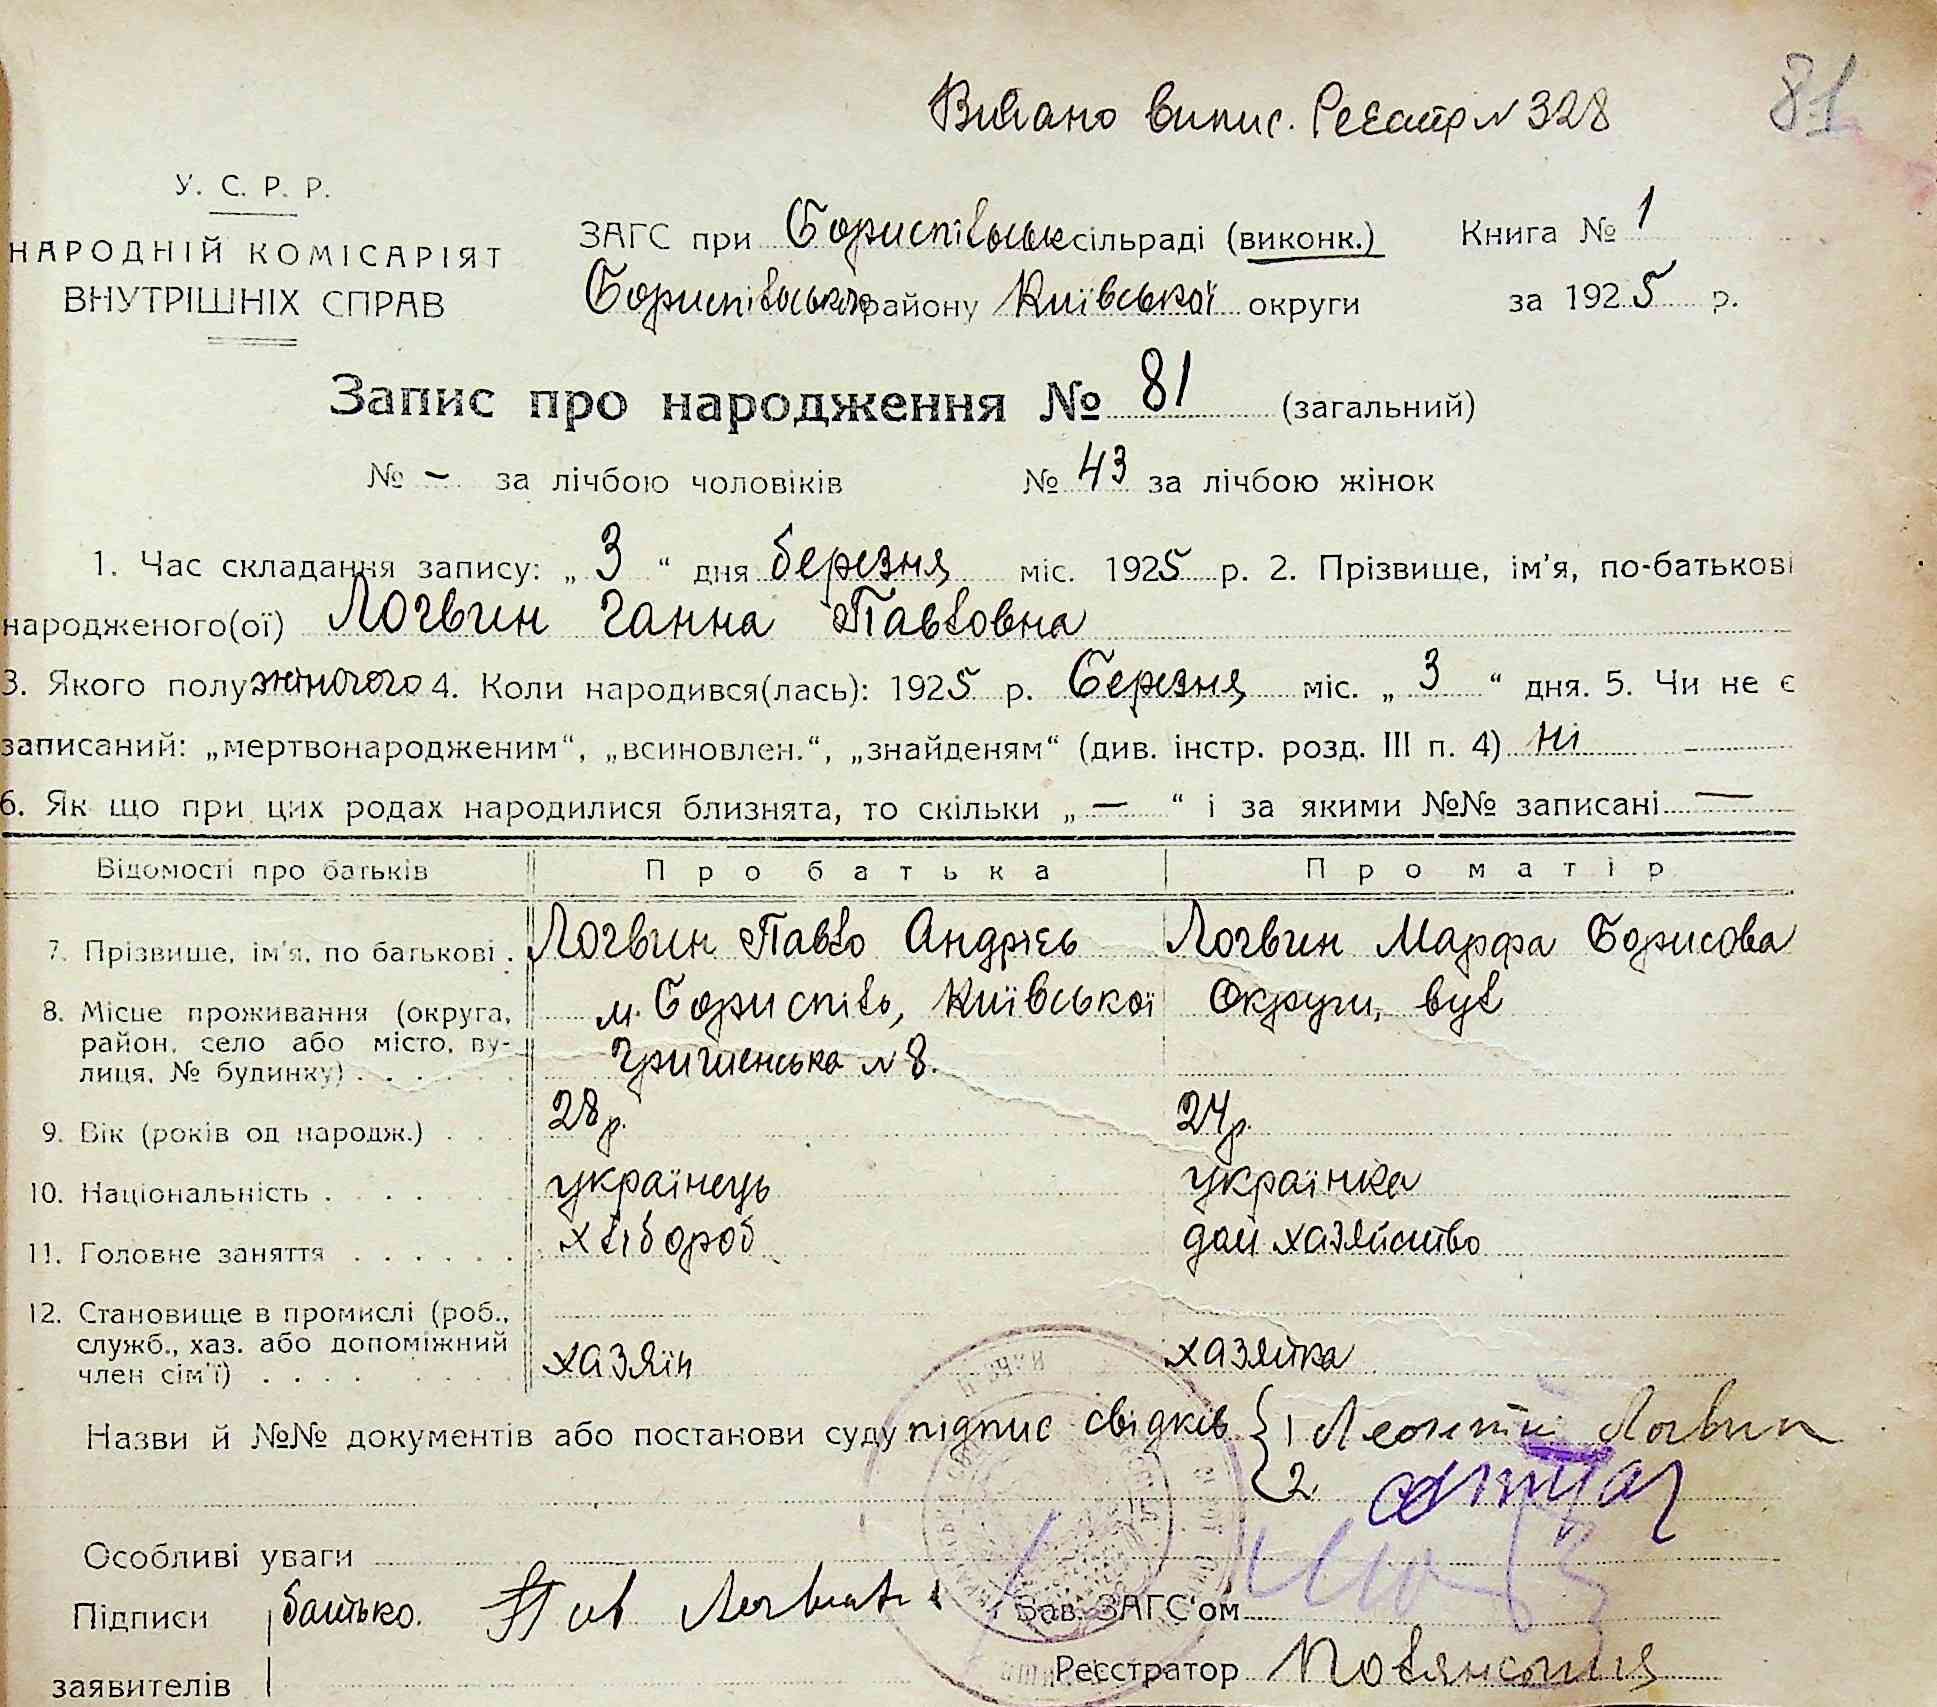 Видано випис. Реєстр № 328
81
У. С. Р. Р.
НАРОДНІЙ КОМІСАРІЯТ
ВНУТРІШНІХ СПРАВ
ЗАГС при Бориспівськ сільраді (виконк.) Книга № 1
Бориспівськ району Київської округи за 1925 р.
Запис про народження № 81 (загальний)
№ — за лічбою чоловіків № 43 за лічбою жінок
1. Час складання запису: „ 3 “ дня березня міс. 1925 р. 2. Прізвище, ім'я, по-батькові
народженого(ої) Логвин Ганна Павловна
3. Якого полу жіночого 4. Коли народився(лась): 1925 р. Березня міс. „ 3 “ дня. 5. Чи не є
записаний: „мертвонародженим“, „всиновлен.“, „знайденям“ (див. інстр. розд. III п. 4) ні —
6. Як що при цих родах народилися близнята, то скільки „ — “ і за якими №№ записані —
Відомості про батьків Про батька Про матір
7. Прізвище, ім'я, по батькові . Логвин Павло Андрієв Логвин Марфа Борисова
8. Місце проживання (округа, м. Бориспіль, Київської Округи, вул
район, село або місто, ву-
лиця, № будинку) . . . . . . Гришенська № 8.
9. Вік (років од народж.) . . . 28 р. 24 р.
10. Національність . . . . . українець українка
11. Головне заняття . . . . . . хлібороб дом хазяйство
12. Становище в промислі (роб.,
служб., хаз. або допоміжний
член сім'ї) . . . . . . . . хазяїн хазяйка
Назви й №№ документів або постанови суду підпис свідків { 1 Леонтій Логвин
2
Особливі уваги
Підписи батько. Пав Логвин Зав. ЗАГС'ом
заявителів Реєстратор